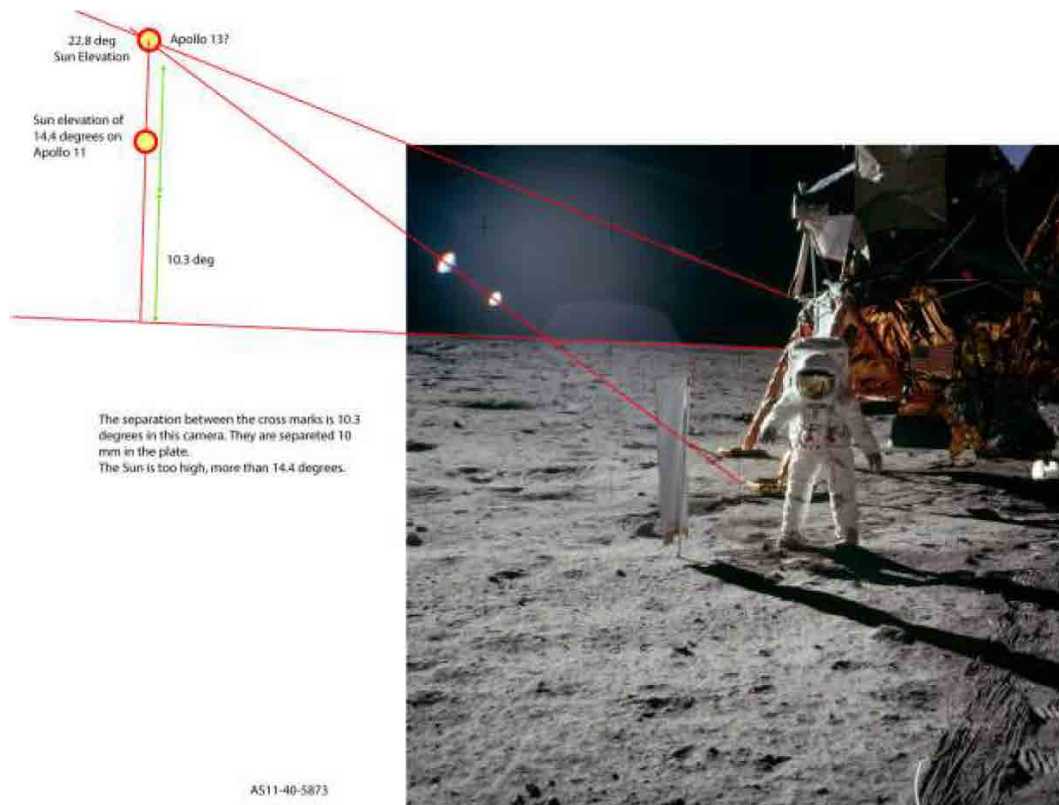 22.8 deg
Sun Elevation
Apollo 13?
Sun elevation of
14.4 degrees on
Apollo 11
10.3 deg
The separation between the cross marks is 10.3
degrees in this camera. They are separeted 10
mm in the plate.
The Sun is too high, more than 14.4 degrees.
AS11-40-5873